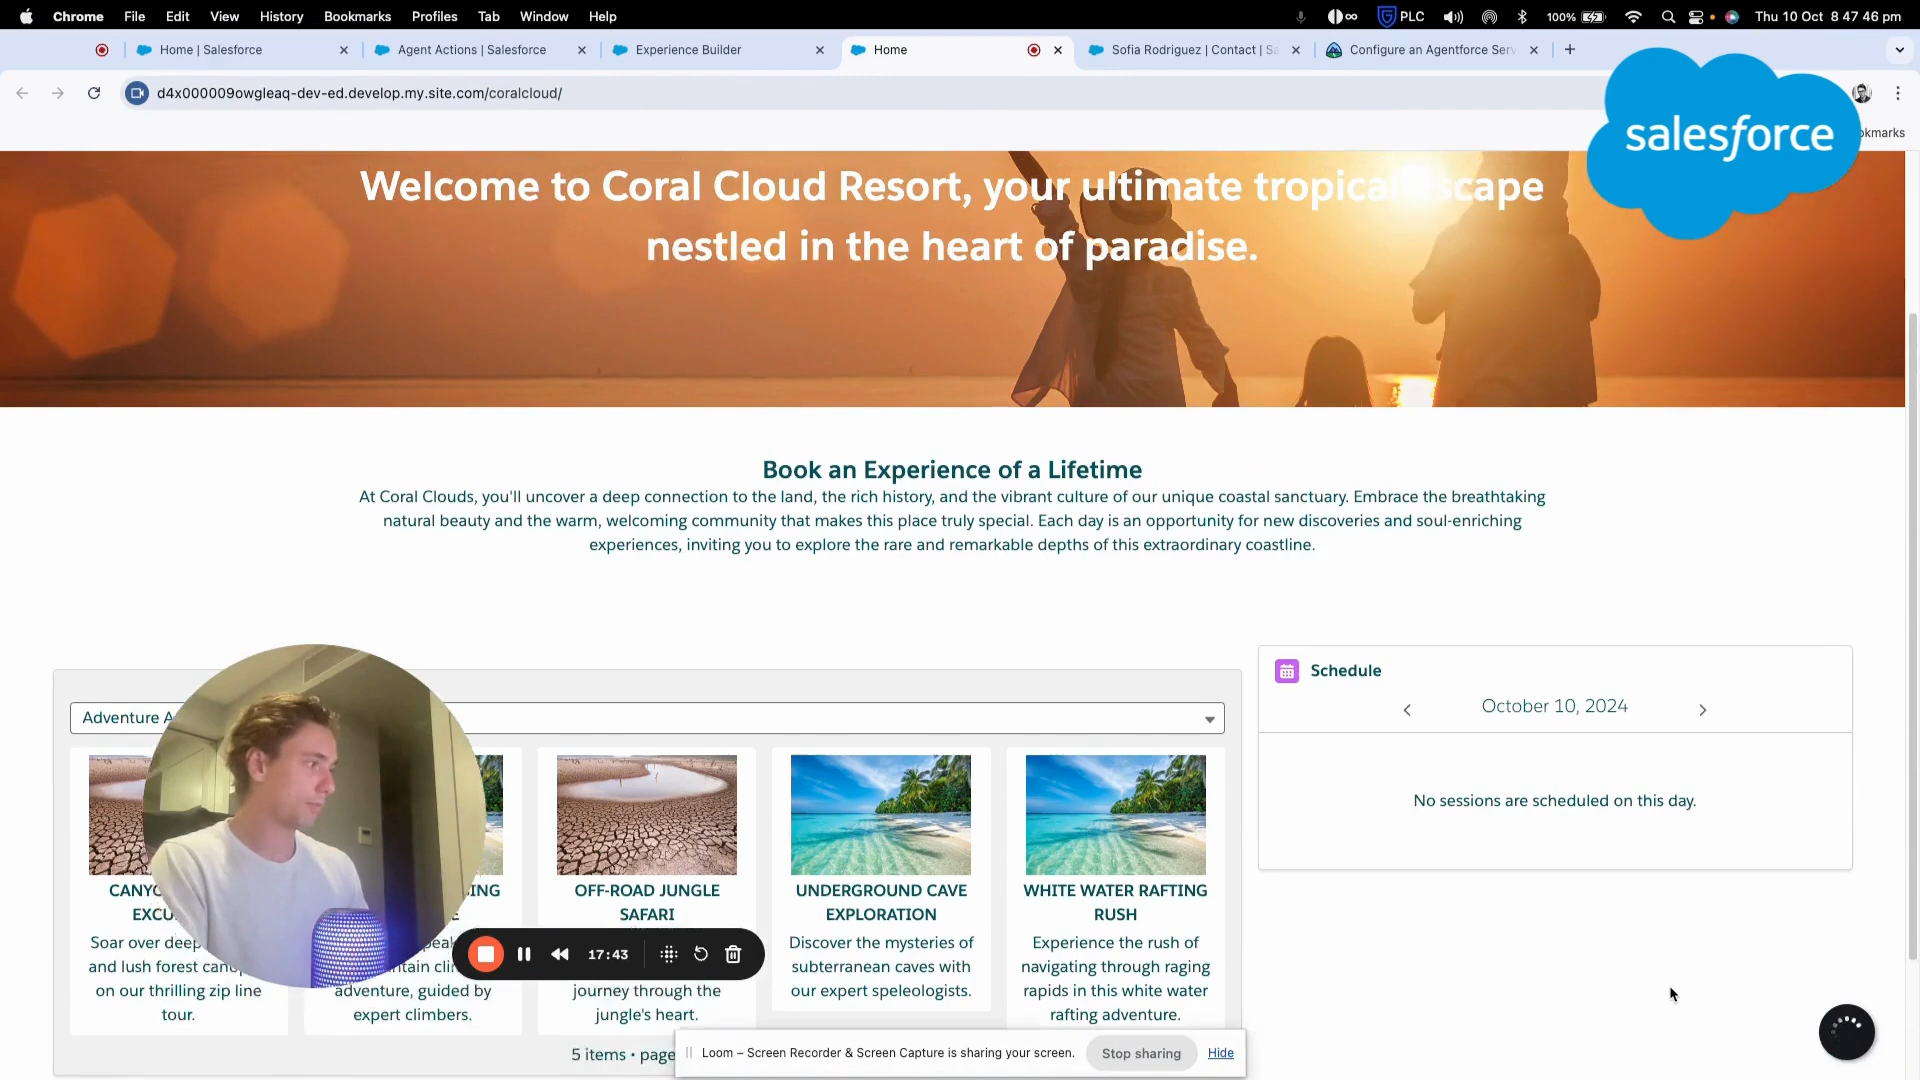 Chrome File Edit View History Bookmarks Profiles Tab Window Help PLC 100% Thu 10 Oct 8 47 46 pm
Home | Salesforce Agent Actions | Salesforce Experience Builder Home Sofia Rodriguez | Contact | Configure an Agentforce
d4x000009owgleaq-dev-ed.develop.my.site.com/coralcloud/
salesforce
Welcome to Coral Cloud Resort, your ultimate tropical
nestled in the heart of paradise.
Book an Experience of a Lifetime
At Coral Clouds, you'll uncover a deep connection to the land, the rich history, and the vibrant culture of our unique coastal sanctuary. Embrace the breathtaking
natural beauty and the warm, welcoming community that makes this place truly special. Each day is an opportunity for new discoveries and soul-enriching
experiences, inviting you to explore the rare and remarkable depths of this extraordinary coastline.
Schedule
October 10, 2024
No sessions are scheduled on this day.
Adventure
Soar over deep
and lush forest
on our thrilling zip line
tour.
adventure, guided by
expert climbers.
OFF-ROAD JUNGLE
SAFARI
journey through the
jungle's heart.
UNDERGROUND CAVE
EXPLORATION
Discover the mysteries of
subterranean caves with
our expert speleologists.
WHITE WATER RAFTING
RUSH
Experience the rush of
navigating through raging
rapids in this white water
rafting adventure.
17:43
5 items • page
Loom – Screen Recorder & Screen Capture is sharing your screen. Stop sharing Hide